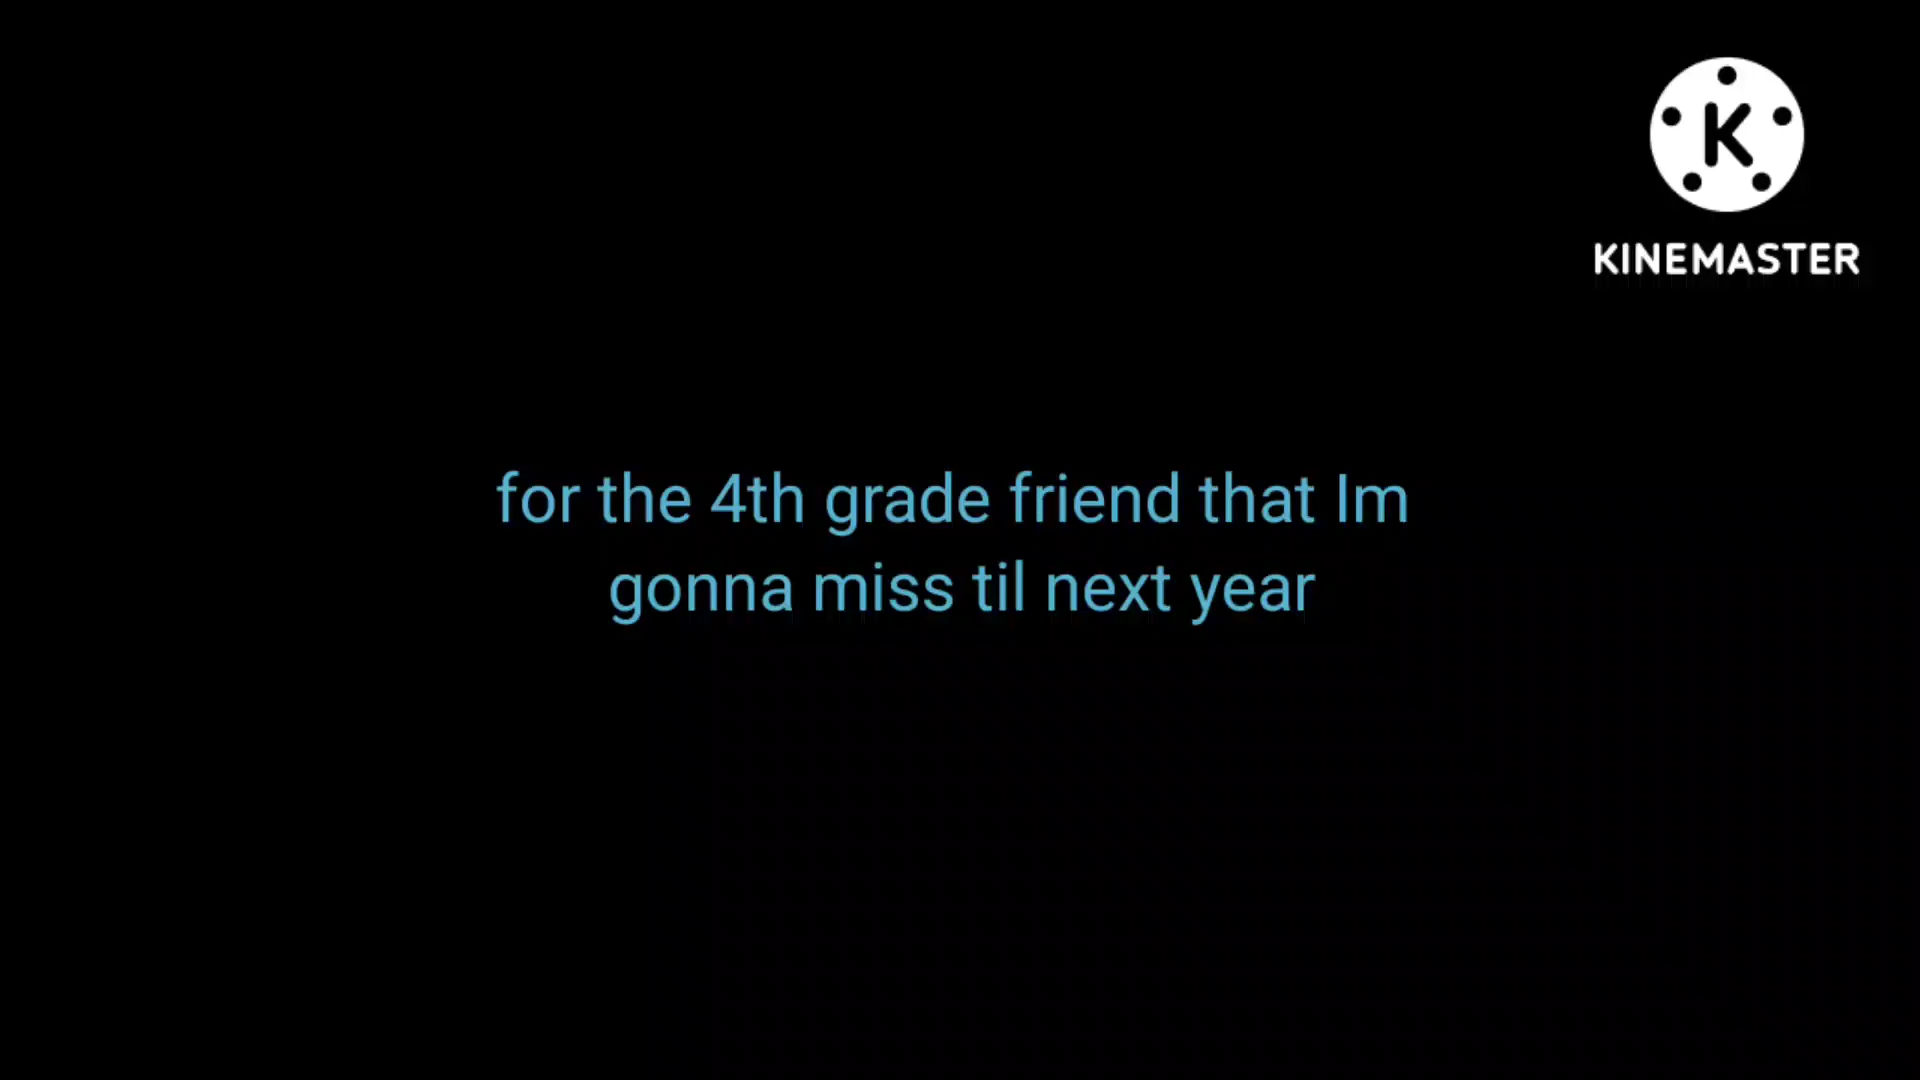 K
KINEMASTER
for the 4th grade friend that Im
gonna miss til next year